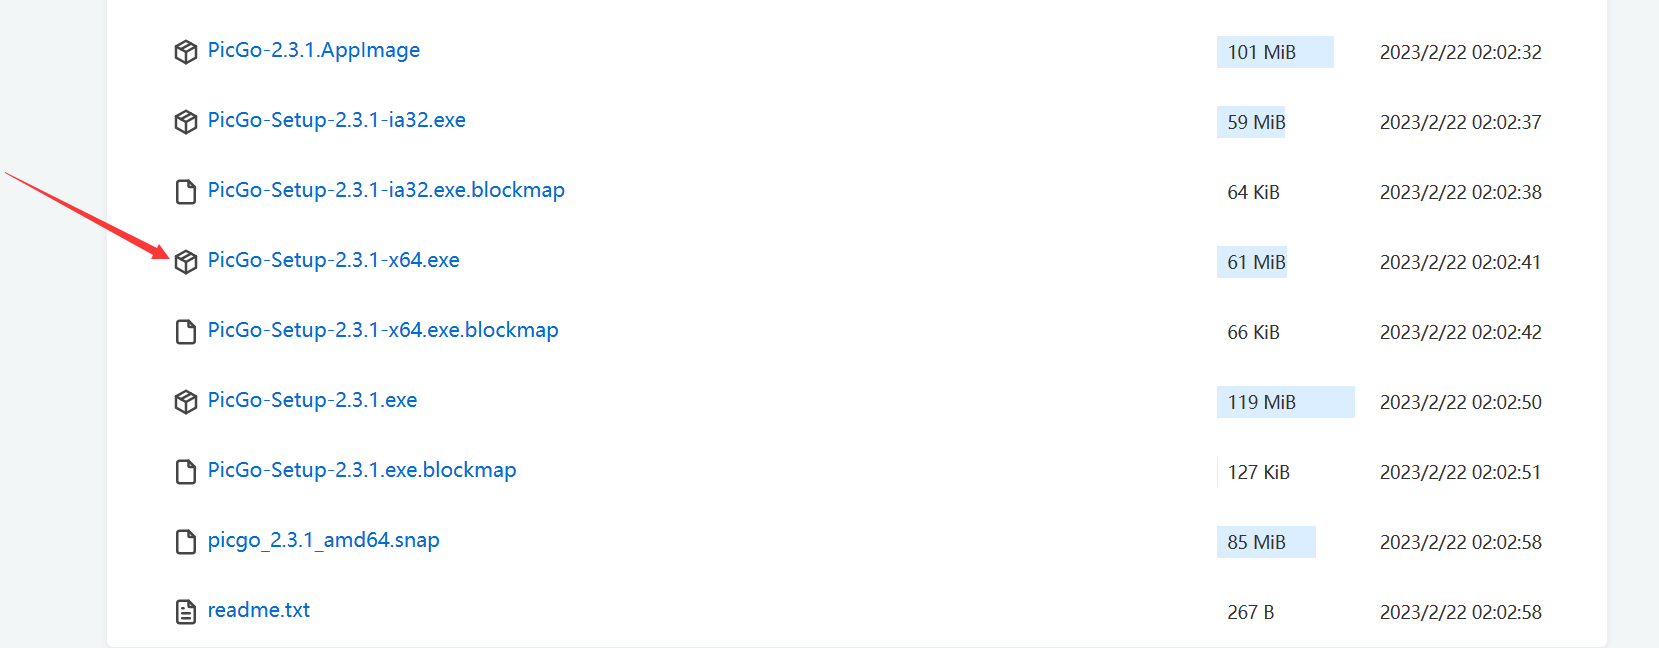 PicGo-2.3.1.AppImage 101 MiB 2023/2/22 02:02:32
PicGo-Setup-2.3.1-ia32.exe 59 MiB 2023/2/22 02:02:37
PicGo-Setup-2.3.1-ia32.exe.blockmap 64 KiB 2023/2/22 02:02:38
PicGo-Setup-2.3.1-x64.exe 61 MiB 2023/2/22 02:02:41
PicGo-Setup-2.3.1-x64.exe.blockmap 66 KiB 2023/2/22 02:02:42
PicGo-Setup-2.3.1.exe 119 MiB 2023/2/22 02:02:50
PicGo-Setup-2.3.1.exe.blockmap 127 KiB 2023/2/22 02:02:51
picgo_2.3.1_amd64.snap 85 MiB 2023/2/22 02:02:58
readme.txt 267 B 2023/2/22 02:02:58